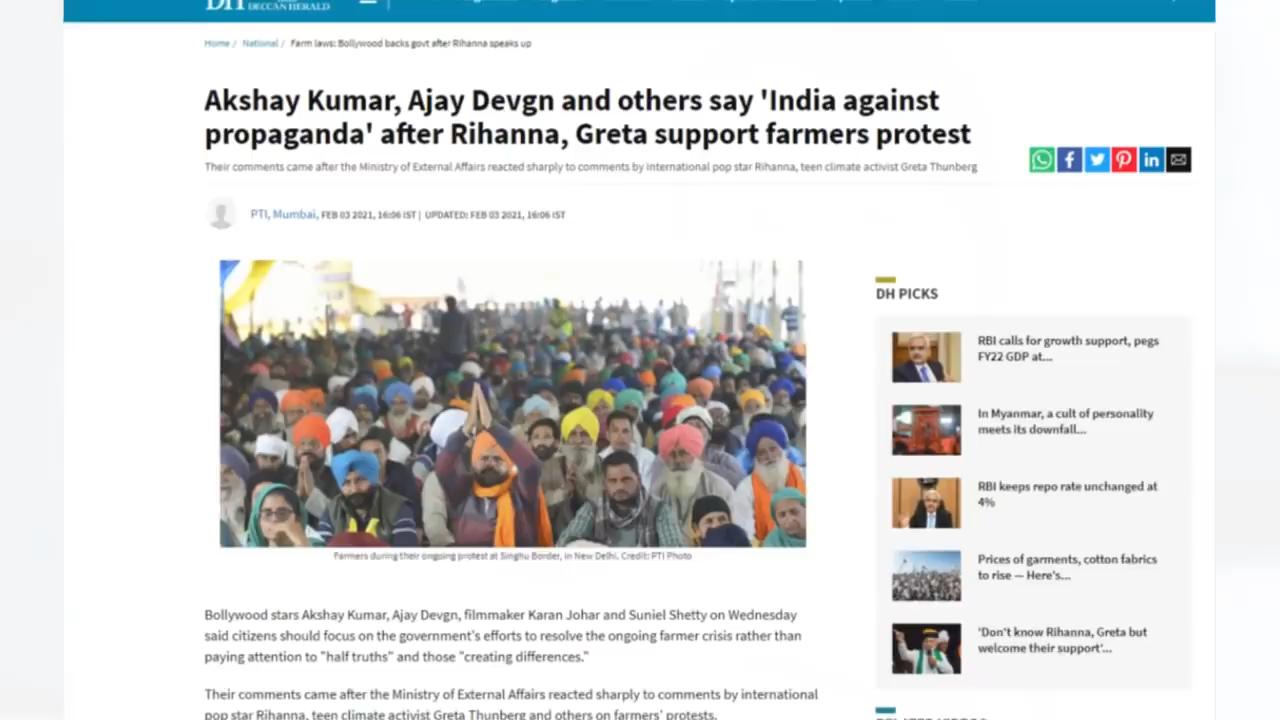 DECCAN HERALD
Home / National / Farm laws: Bollywood backs govt after Rihanna speaks up
Akshay Kumar, Ajay Devgn and others say 'India against
propaganda' after Rihanna, Greta support farmers protest
Their comments came after the Ministry of External Affairs reacted sharply to comments by international pop star Rihanna, teen climate activist Greta Thunberg
PTI, Mumbai, FEB 03 2021, 16:06 IST | UPDATED: FEB 03 2021, 16:06 IST
Farmers during their ongoing protest at Singhu Border, in New Delhi. Credit: PTI Photo
Bollywood stars Akshay Kumar, Ajay Devgn, filmmaker Karan Johar and Suniel Shetty on Wednesday
said citizens should focus on the government's efforts to resolve the ongoing farmer crisis rather than
paying attention to "half truths" and those "creating differences."
Their comments came after the Ministry of External Affairs reacted sharply to comments by international
pop star Rihanna, teen climate activist Greta Thunberg and others on farmers' protests.
DH PICKS
RBI calls for growth support, pegs
FY22 GDP at...
In Myanmar, a cult of personality
meets its downfall...
RBI keeps repo rate unchanged at
4%
Prices of garments, cotton fabrics
to rise — Here's...
'Don't know Rihanna, Greta but
welcome their support'...